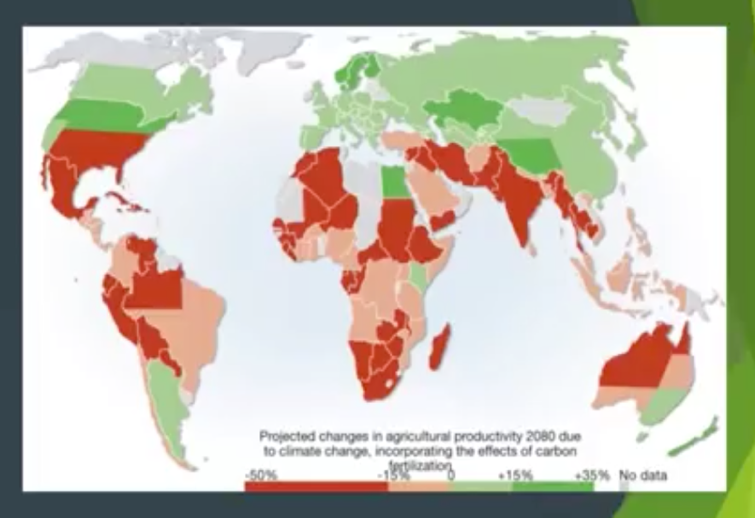 Projected changes in agricultural productivity 2080 due
to climate change, incorporating the effects of carbon
fertilization
-50% -15% 0 +15% +35% No data